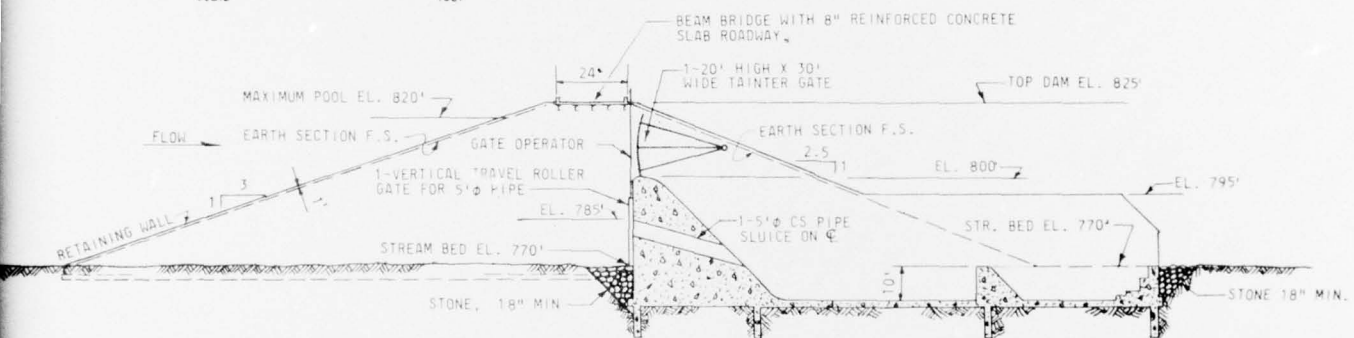 BEAM BRIDGE WITH 8" REINFORCED CONCRETE
SLAB ROADWAY
24'
1-20' HIGH X 30'
WIDE TAINTER GATE
TOP DAM EL. 825'
MAXIMUM POOL EL. 820'
FLOW
EARTH SECTION F.S.
GATE OPERATOR
EARTH SECTION F.S.
2.5
1
EL. 800
1-VERTICAL TRAVEL ROLLER
GATE FOR 5'φ PIPE
3
1
1'
EL. 795'
EL. 785'
1-5'φ CS PIPE
SLUICE ON ℄
STR. BED EL. 770'
RETAINING WALL
STREAM BED EL. 770'
10'
STONE, 18" MIN
STONE 18" MIN.